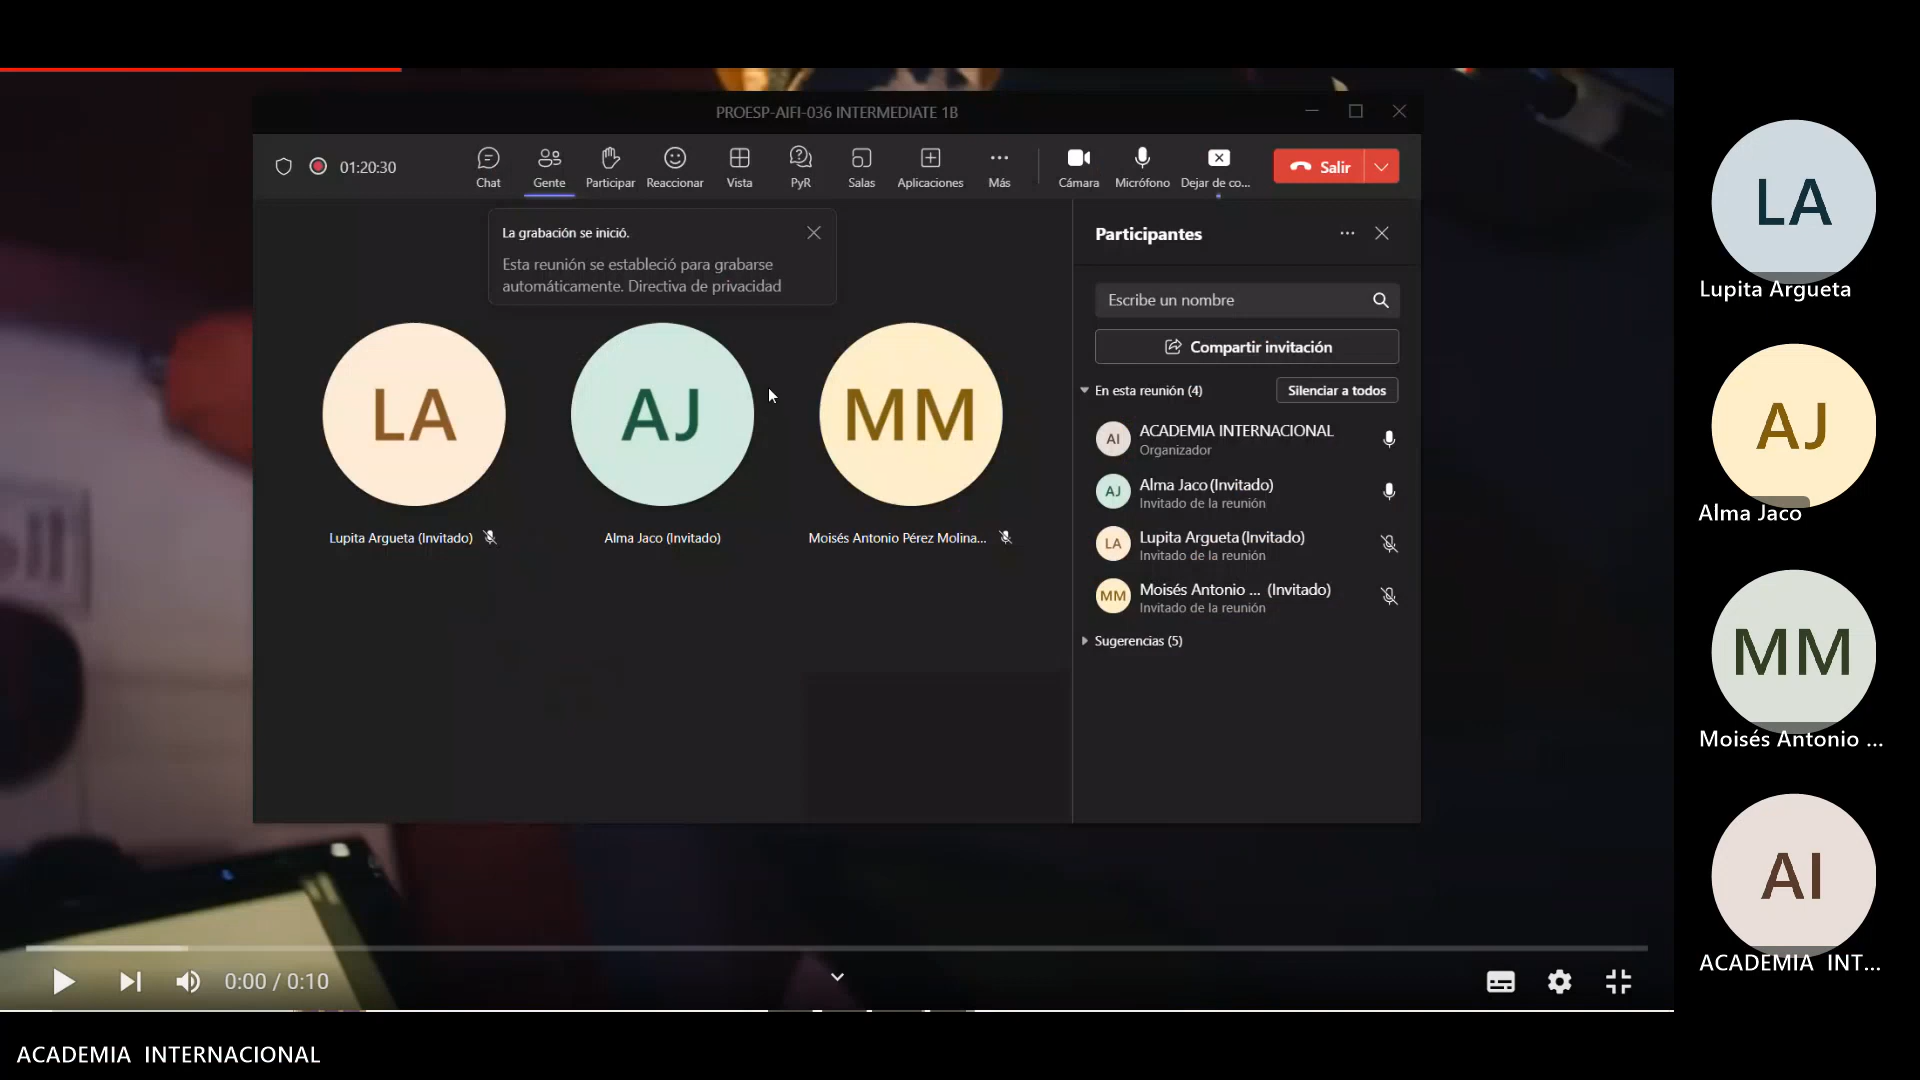 PROESP-AIFI-036 INTERMEDIATE 1B
01:20:30
Chat
Gente
Participar
Reaccionar
Vista
PyR
Salas
Aplicaciones
Más
Cámara
Micrófono
Dejar de co...
Salir
La grabación se inició.
Esta reunión se estableció para grabarse
automáticamente. Directiva de privacidad
LA
AJ
MM
Lupita Argueta (Invitado)
Alma Jaco (Invitado)
Moisés Antonio Pérez Molina...
Participantes
Escribe un nombre
Compartir invitación
En esta reunión (4)
Silenciar a todos
AI
ACADEMIA INTERNACIONAL
Organizador
AJ
Alma Jaco (Invitado)
Invitado de la reunión
LA
Lupita Argueta (Invitado)
Invitado de la reunión
MM
Moisés Antonio ... (Invitado)
Invitado de la reunión
Sugerencias (5)
LA
Lupita Argueta
AJ
Alma Jaco
MM
Moisés Antonio ...
AI
ACADEMIA INT...
0:00 / 0:10
ACADEMIA INTERNACIONAL